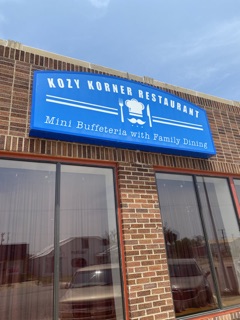 KOZY KORNER RESTAURANT
Mini Buffeteria with Family Dining